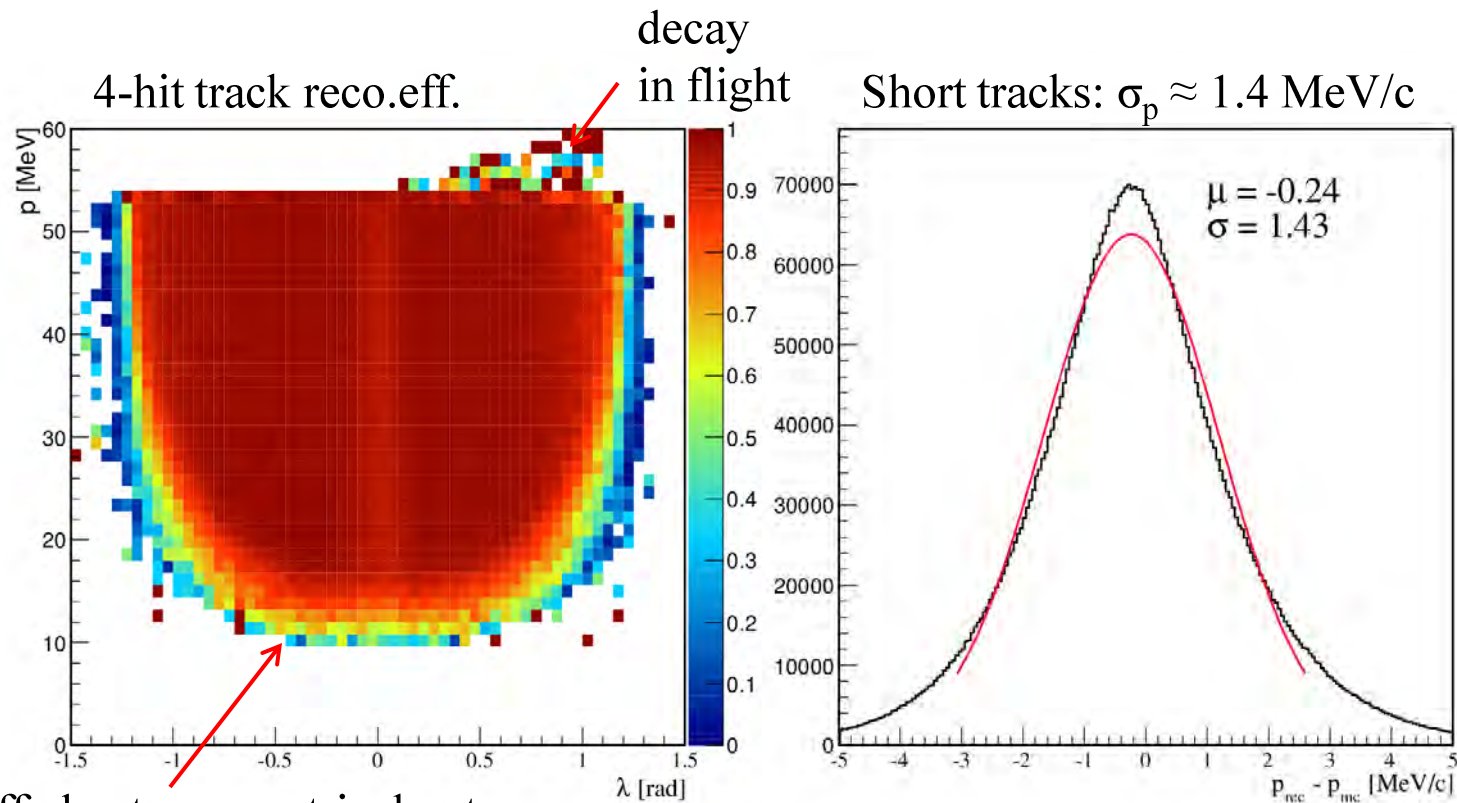 decay
in flight
4-hit track reco.eff.
Short tracks: σp ≈ 1.4 MeV/c
p [MeV]
60
50
40
30
20
10
0
-1.5 -1 -0.5 0 0.5 1 1.5
λ [rad]
1
0.9
0.8
0.7
0.6
0.5
0.4
0.3
0.2
0.1
0
μ = -0.24
σ = 1.43
70000
60000
50000
40000
30000
20000
10000
0
-5 -4 -3 -2 -1 0 1 2 3 4 5
[MeV/c]